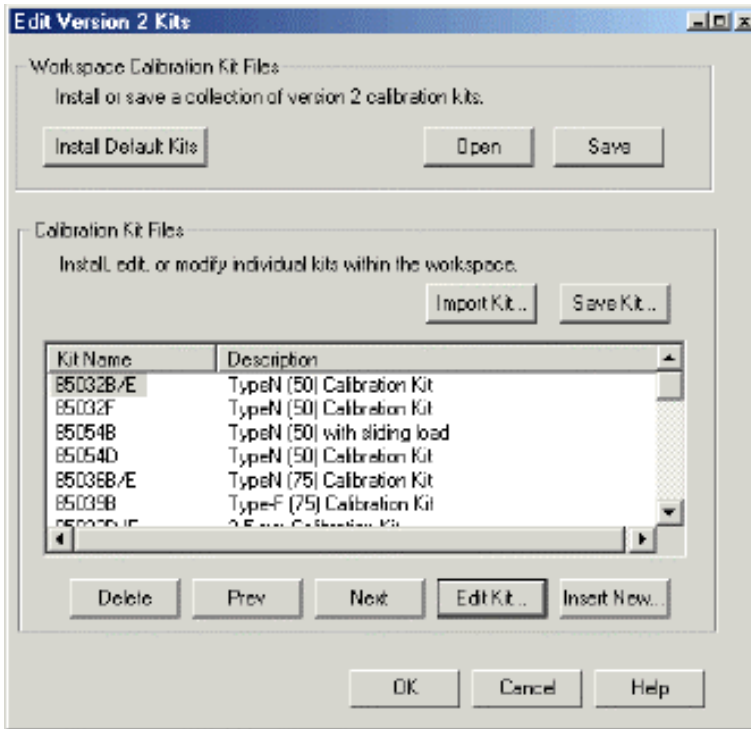 Edit Version 2 Kits
Workspace Calibration Kit Files
Install or save a collection of version 2 calibration kits.
Install Default Kits
Open
Save
Calibration Kit Files
Install, edit, or modify individual kits within the workspace.
Import Kit...
Save Kit...
Kit Name Description
85032B/E TypeN (50) Calibration Kit
85032F TypeN (50) Calibration Kit
85054B TypeN (50) with sliding load
85054D TypeN (50) Calibration Kit
85036B/E TypeN (75) Calibration Kit
85039B Type-F (75) Calibration Kit
Calibration Kit
Delete
Prev
Next
Edit Kit...
Insert New...
OK
Cancel
Help